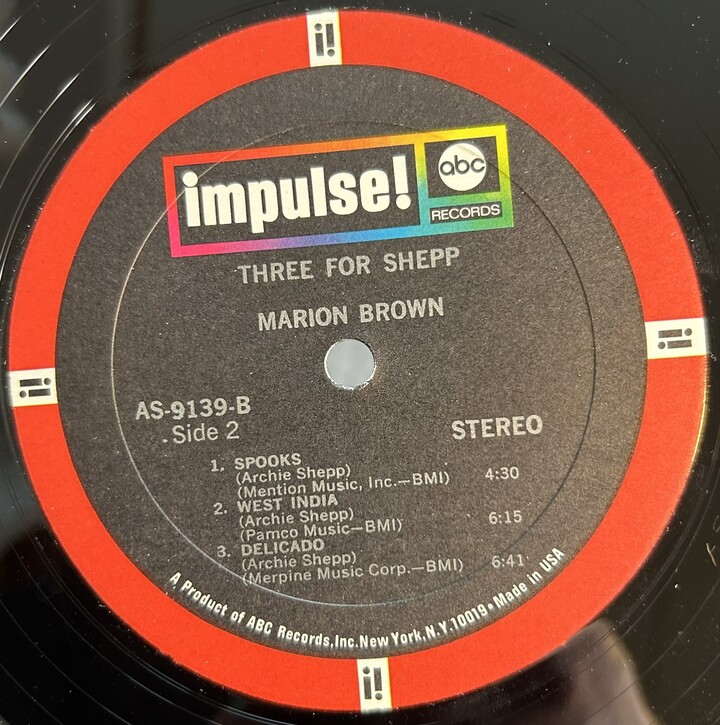 i!
impulse!
abc
RECORDS
THREE FOR SHEPP
MARION BROWN
i!
i!
AS-9139-B
Side 2
STEREO
1. SPOOKS
(Archie Shepp)
(Mention Music, Inc.—BMI) 4:30
2. WEST INDIA
(Archie Shepp)
(Pamco Music—BMI) 6:15
3. DELICADO
(Archie Shepp)
(Merpine Music Corp.—BMI) 6:41
A Product of ABC Records,Inc.New York,N.Y.10019•Made in USA
i!